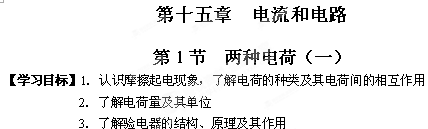 第十五章 电流和电路
第1节 两种电荷（一）
【学习目标】1. 认识摩擦起电现象，了解电荷的种类及其电荷间的相互作用
2. 了解电荷量及其单位
3. 了解验电器的结构、原理及其作用